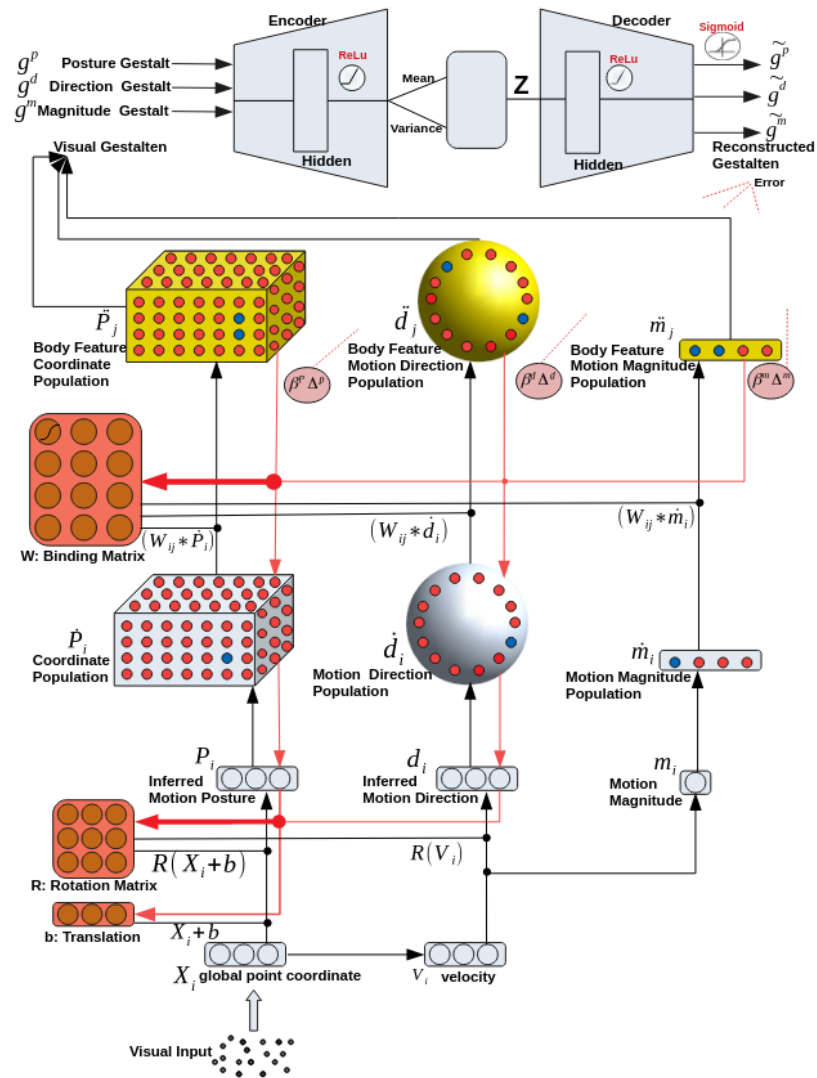 Encoder
Decoder
g^p Posture Gestalt
g^d Direction Gestalt
g^m Magnitude Gestalt
ReLu
Hidden
Mean
Variance
Z
ReLu
Hidden
Sigmoid
g̃^p
g̃^d
g̃^m
Reconstructed
Gestalten
Error
Visual Gestalten
P̈_j
Body Feature
Coordinate
Population
β^p Δ^p
d̈_j
Body Feature
Motion Direction
Population
β^d Δ^d
m̈_j
Body Feature
Motion Magnitude
Population
β^m Δ^m
W: Binding Matrix
(W_ij * Ṗ_i)
(W_ij * ḋ_i)
(W_ij * ṁ_i)
Ṗ_i
Coordinate
Population
ḋ_i
Motion Direction
Population
ṁ_i
Motion Magnitude
Population
P_i
Inferred
Motion Posture
d_i
Inferred
Motion Direction
m_i
Motion
Magnitude
R(X_i+b)
R(V_i)
R: Rotation Matrix
b: Translation
X_i+b
X_i global point coordinate
V_i velocity
Visual Input